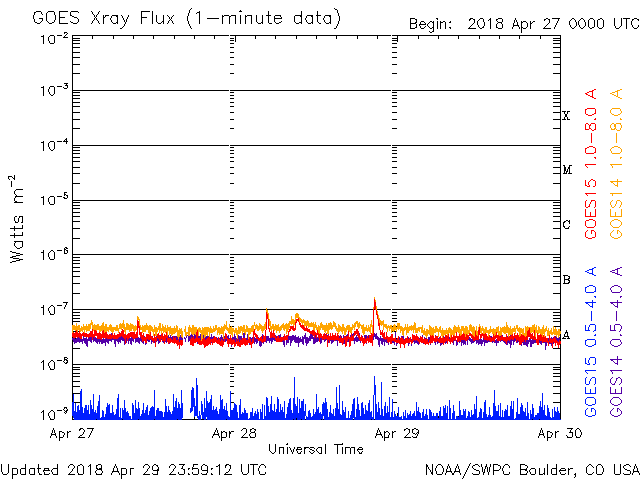 GOES Xray Flux (1-minute data)
Begin: 2018 Apr 27 0000 UTC
10⁻²
10⁻³
10⁻⁴
10⁻⁵
10⁻⁶
10⁻⁷
10⁻⁸
10⁻⁹
Watts m⁻²
X
M
C
B
A
GOES15 1.0-8.0 A
GOES14 1.0-8.0 A
GOES15 0.5-4.0 A
GOES14 0.5-4.0 A
Apr 27
Apr 28
Apr 29
Apr 30
Universal Time
Updated 2018 Apr 29 23:59:12 UTC
NOAA/SWPC Boulder, CO USA